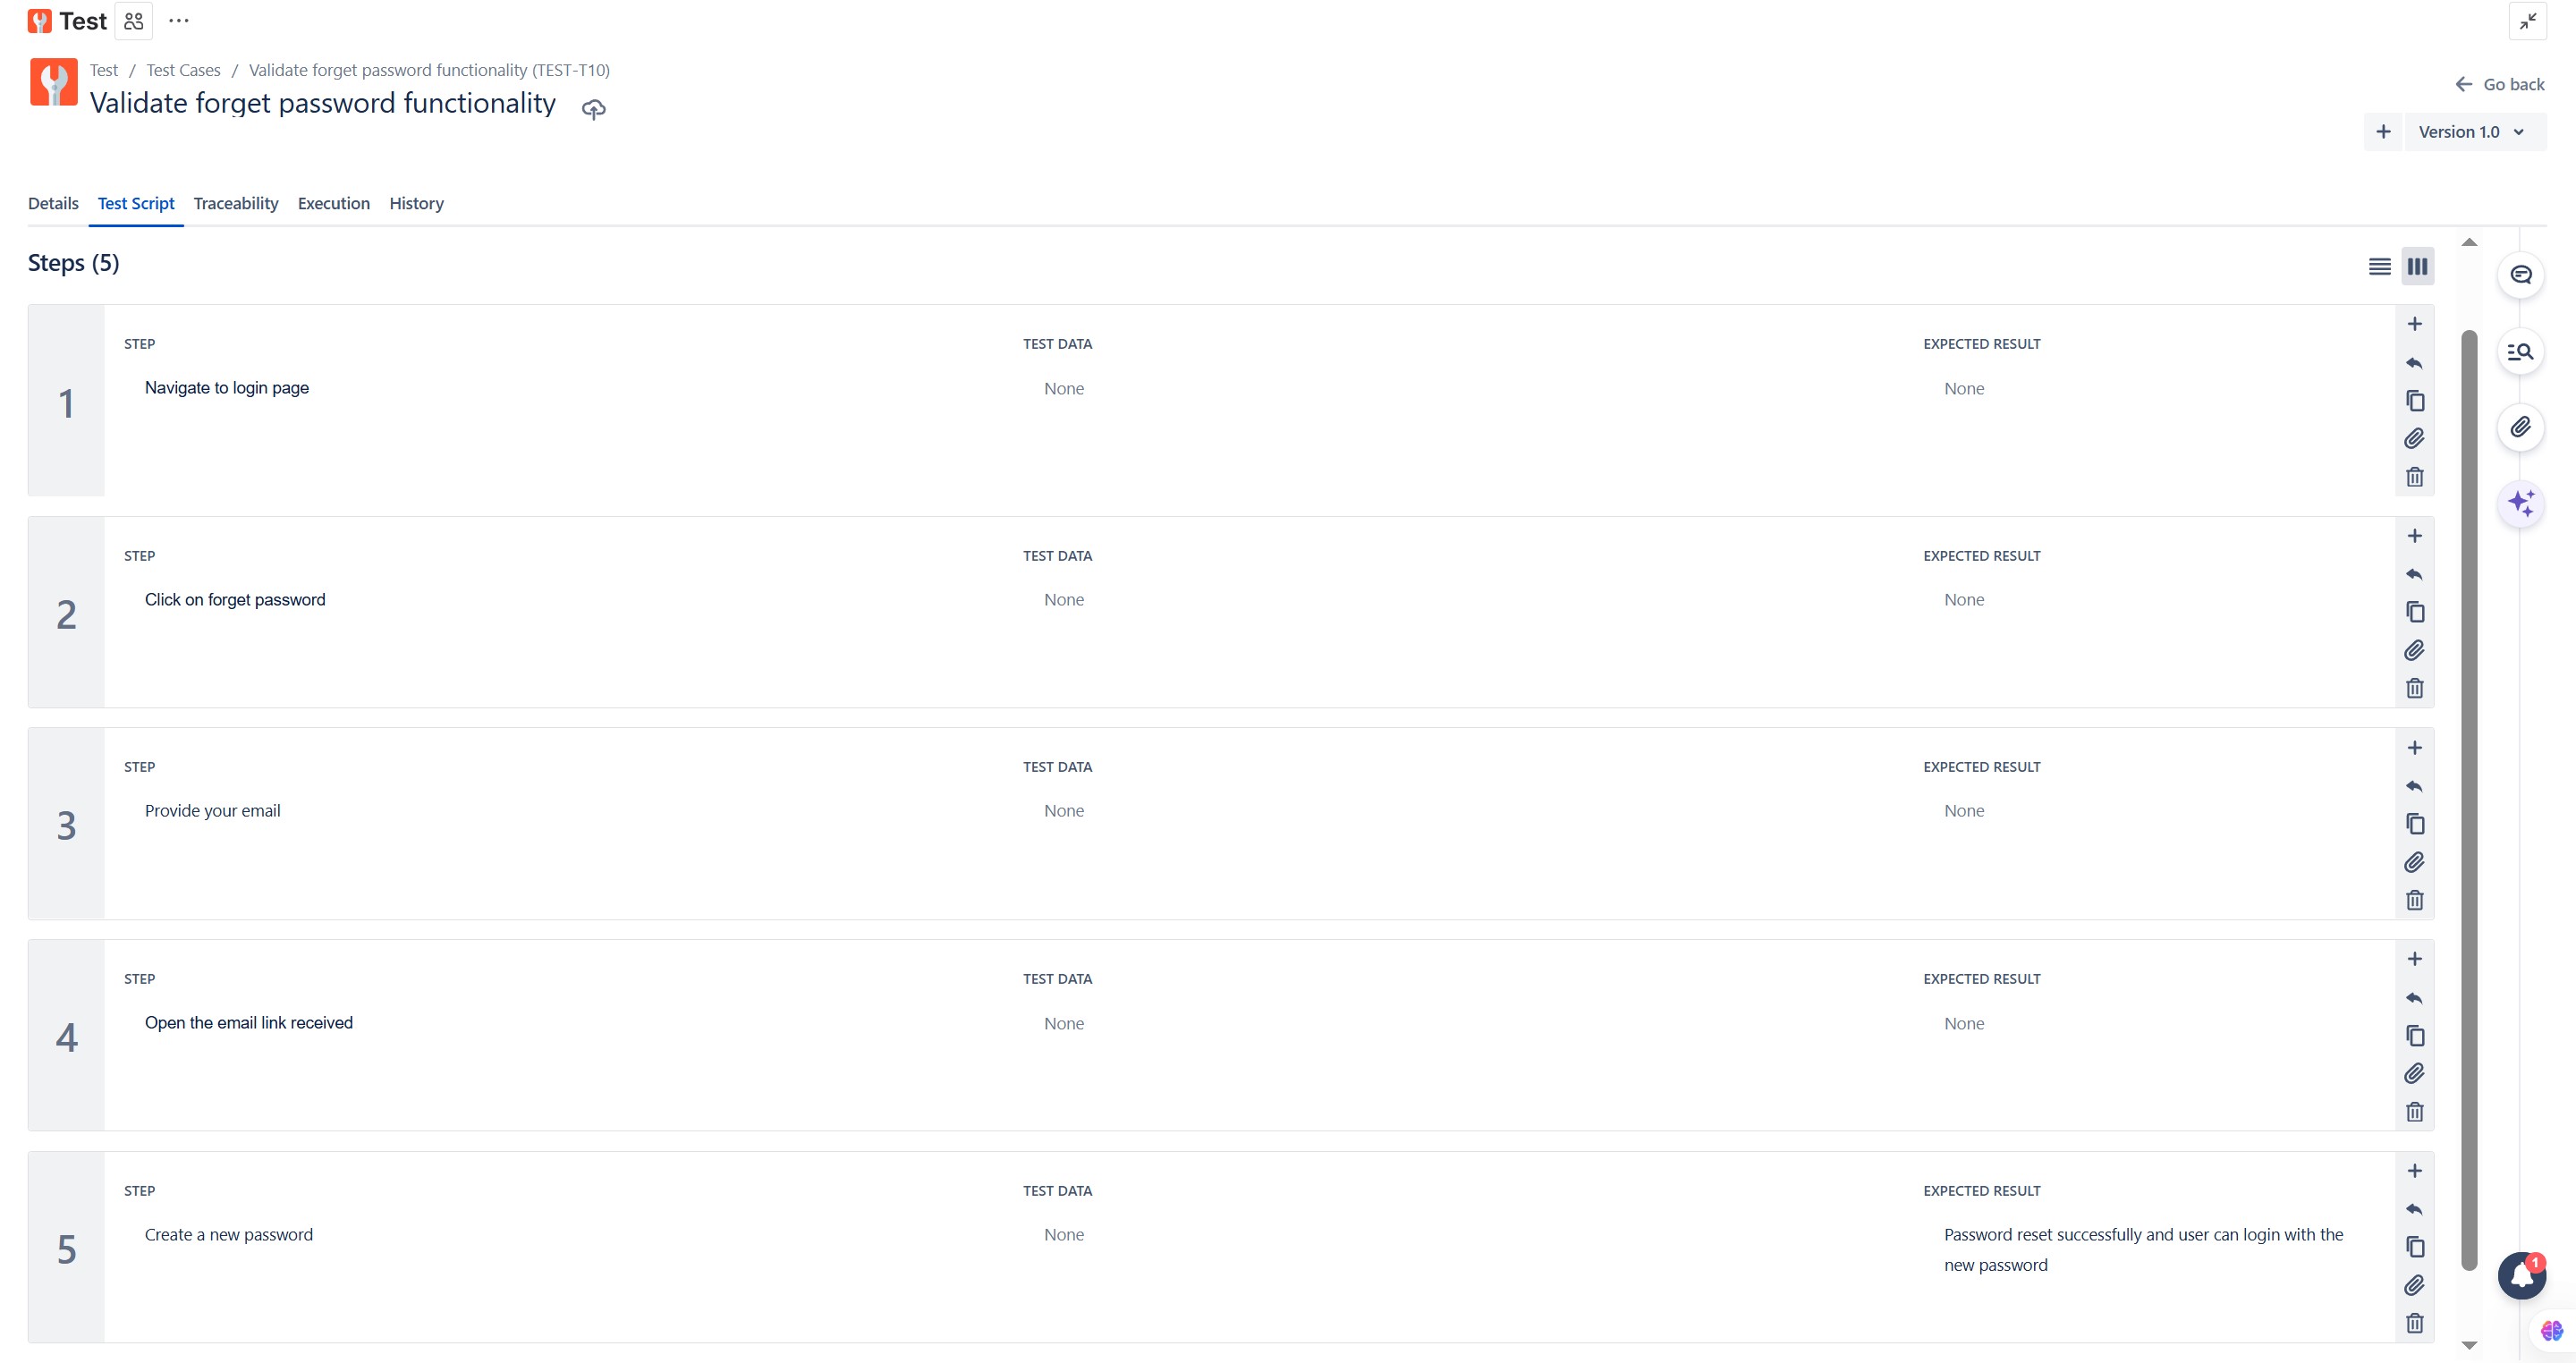 Test
Test / Test Cases / Validate forget password functionality (TEST-T10)
Validate forget password functionality
Go back
Version 1.0
Details Test Script Traceability Execution History
Steps (5)
1
STEP TEST DATA EXPECTED RESULT
Navigate to login page None None
2
STEP TEST DATA EXPECTED RESULT
Click on forget password None None
3
STEP TEST DATA EXPECTED RESULT
Provide your email None None
4
STEP TEST DATA EXPECTED RESULT
Open the email link received None None
5
STEP TEST DATA EXPECTED RESULT
Create a new password None Password reset successfully and user can login with the
new password
1